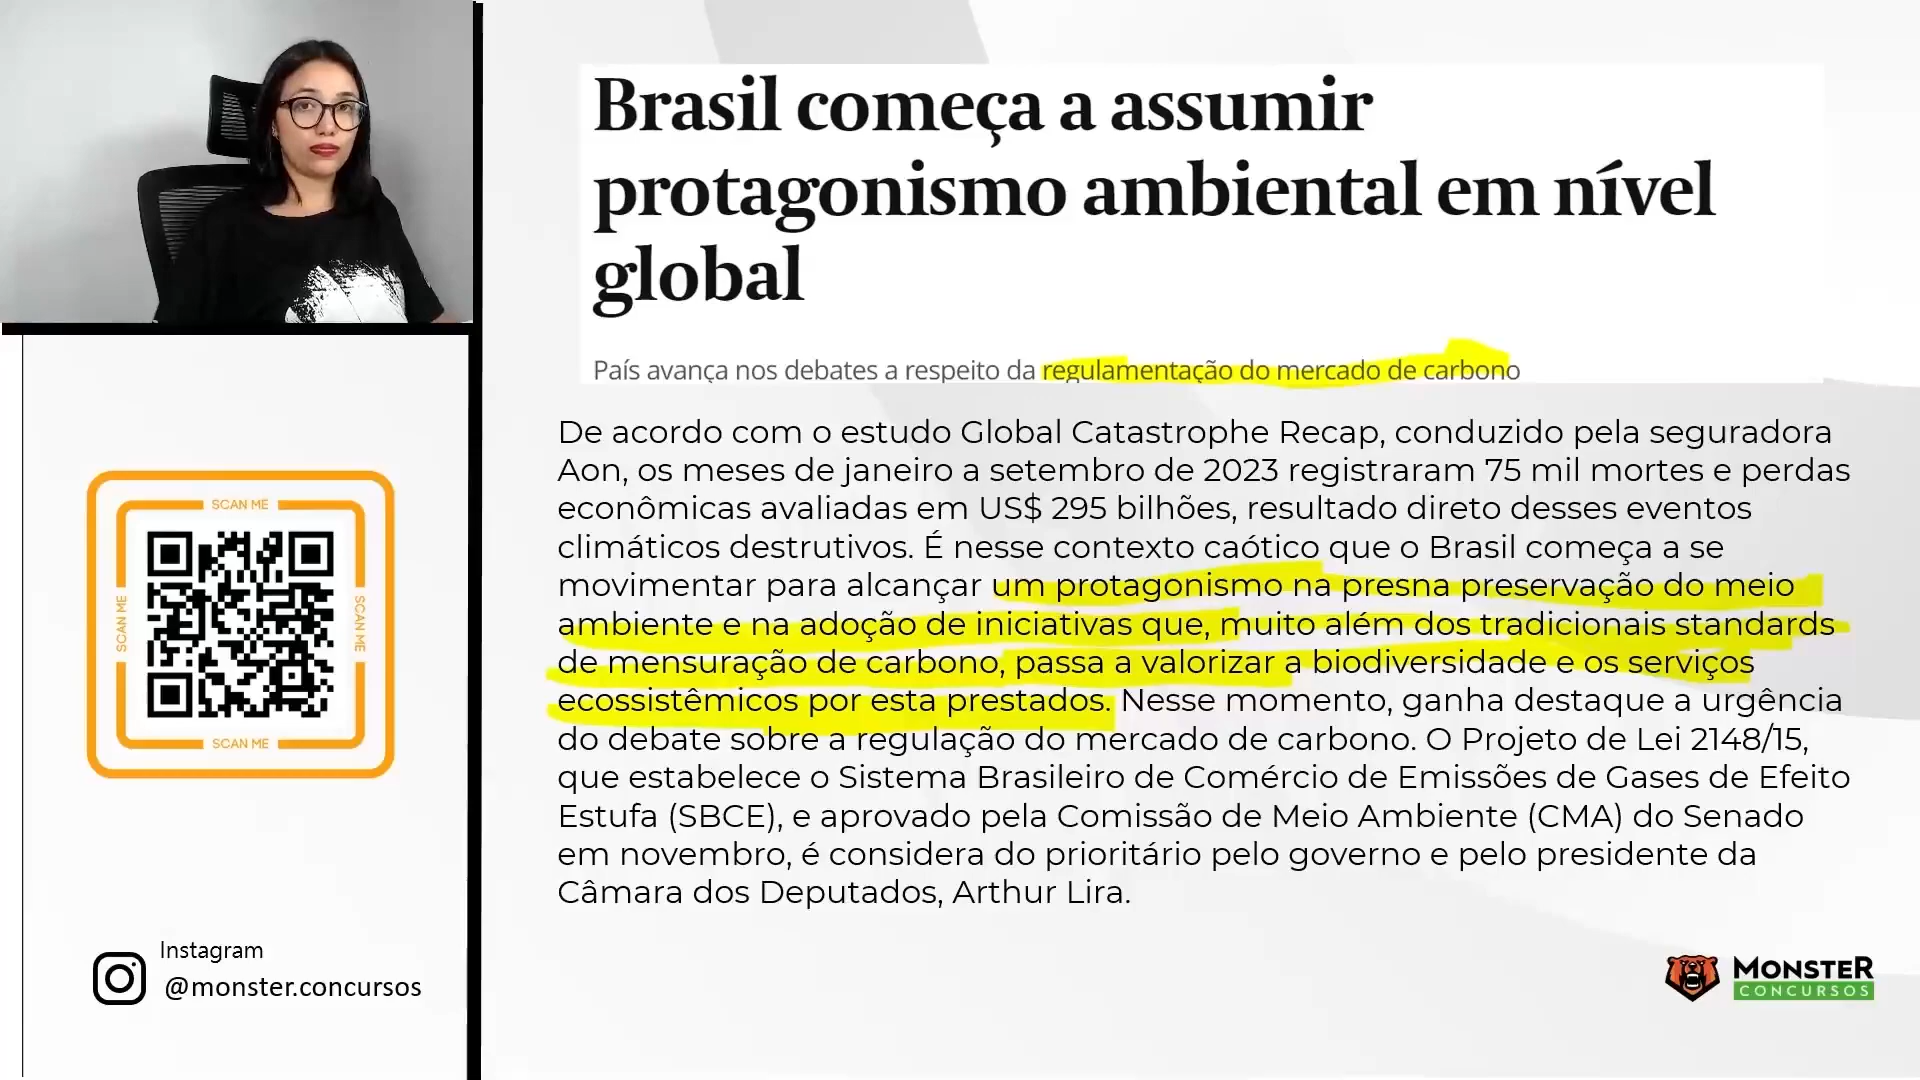 Brasil começa a assumir
protagonismo ambiental em nível
global
País avança nos debates a respeito da regulamentação do mercado de carbono
De acordo com o estudo Global Catastrophe Recap, conduzido pela seguradora
Aon, os meses de janeiro a setembro de 2023 registraram 75 mil mortes e perdas
econômicas avaliadas em US$ 295 bilhões, resultado direto desses eventos
climáticos destrutivos. É nesse contexto caótico que o Brasil começa a se
movimentar para alcançar um protagonismo na presna preservação do meio
ambiente e na adoção de iniciativas que, muito além dos tradicionais standards
de mensuração de carbono, passa a valorizar a biodiversidade e os serviços
ecossistêmicos por esta prestados. Nesse momento, ganha destaque a urgência
do debate sobre a regulação do mercado de carbono. O Projeto de Lei 2148/15,
que estabelece o Sistema Brasileiro de Comércio de Emissões de Gases de Efeito
Estufa (SBCE), e aprovado pela Comissão de Meio Ambiente (CMA) do Senado
em novembro, é considera do prioritário pelo governo e pelo presidente da
Câmara dos Deputados, Arthur Lira.
SCAN ME
SCAN ME
SCAN ME
SCAN ME
Instagram
@monster.concursos
MONSTER
CONCURSOS